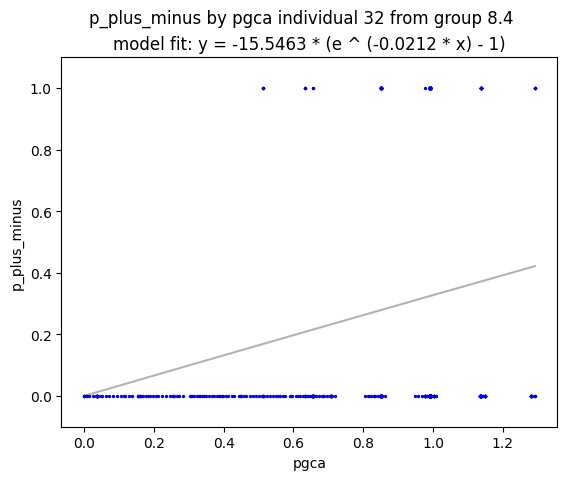 p_plus_minus by pgca individual 32 from group 8.4
model fit: y = -15.5463 * (e ^ (-0.0212 * x) - 1)
1.0
0.8
0.6
0.4
0.2
0.0
p_plus_minus
0.0 0.2 0.4 0.6 0.8 1.0 1.2
pgca